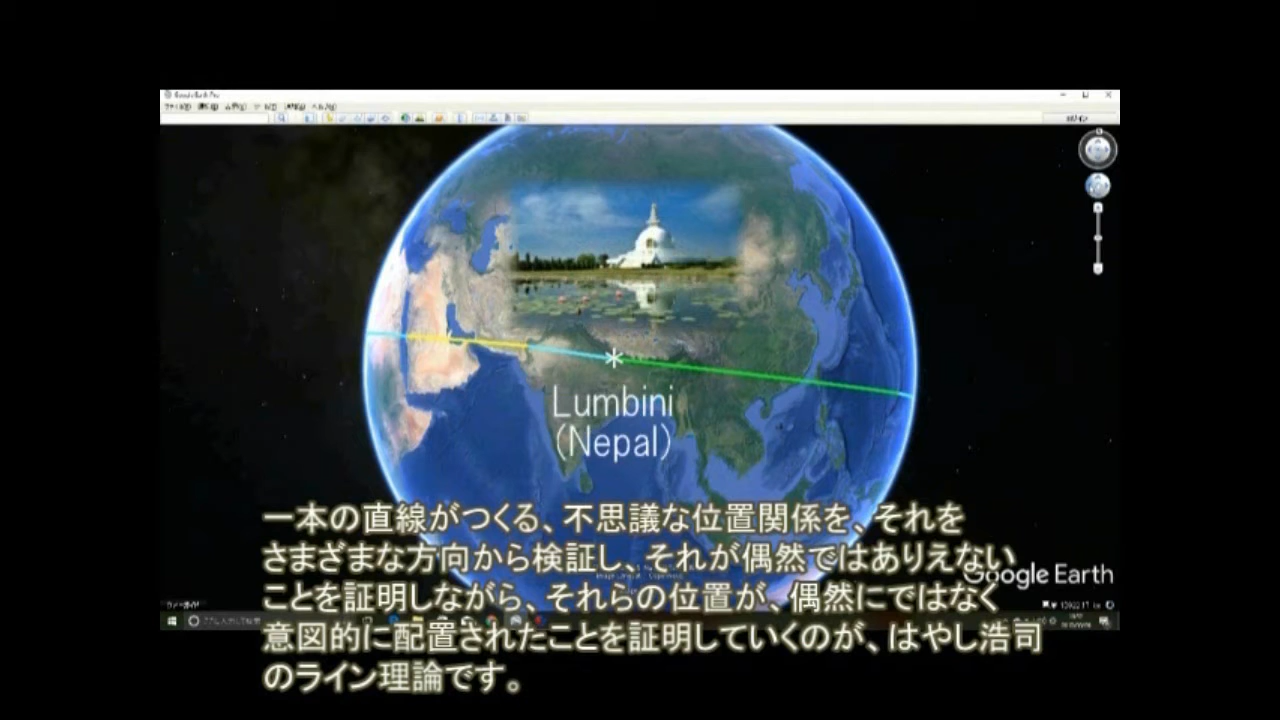 Google Earth Pro
Lumbini
(Nepal)
一本の直線がつくる、不思議な位置関係を、それを
さまざまな方向から検証し、それが偶然ではありえない
Google Earth
ことを証明しながら、それらの位置が、偶然にではなく
意図的に配置されたことを証明していくのが、はやし浩司
のライン理論です。